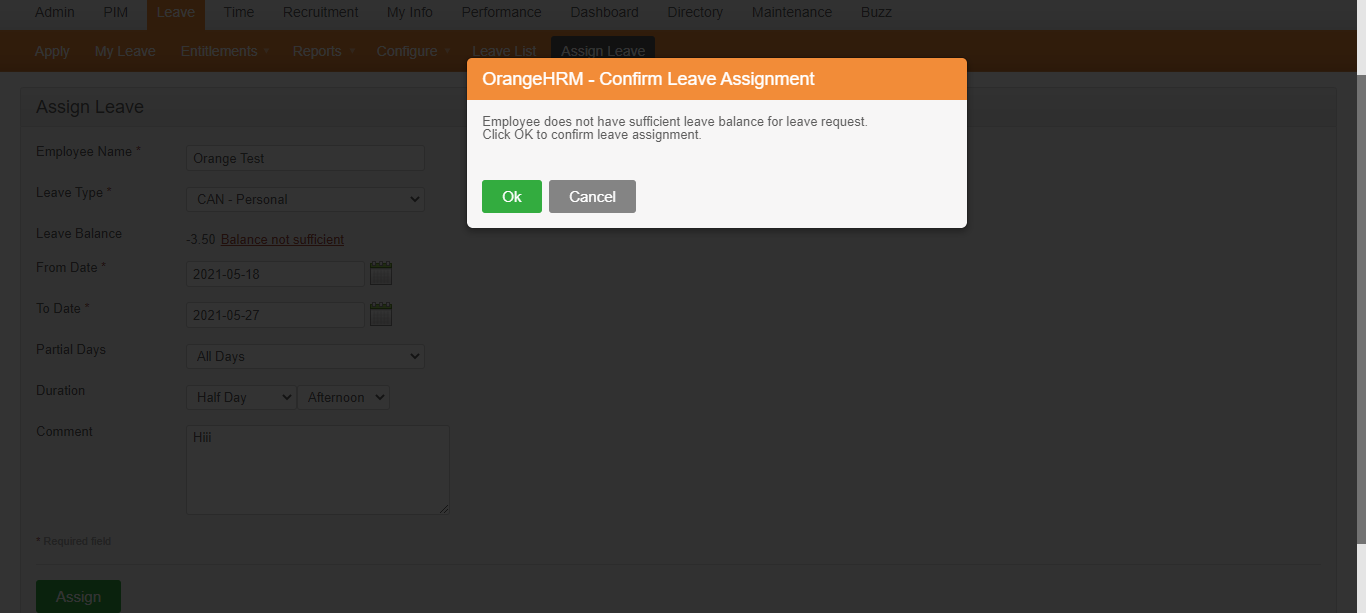 Admin PIM Leave Time Recruitment My Info Performance Dashboard Directory Maintenance Buzz
Apply My Leave Entitlements Reports Configure Leave List Assign Leave
OrangeHRM - Confirm Leave Assignment
Employee does not have sufficient leave balance for leave request.
Click OK to confirm leave assignment.
Ok Cancel
Assign Leave
Employee Name * Orange Test
Leave Type * CAN - Personal
Leave Balance -3.50 Balance not sufficient
From Date * 2021-05-18
To Date * 2021-05-27
Partial Days All Days
Duration Half Day Afternoon
Comment Hiii
* Required field
Assign